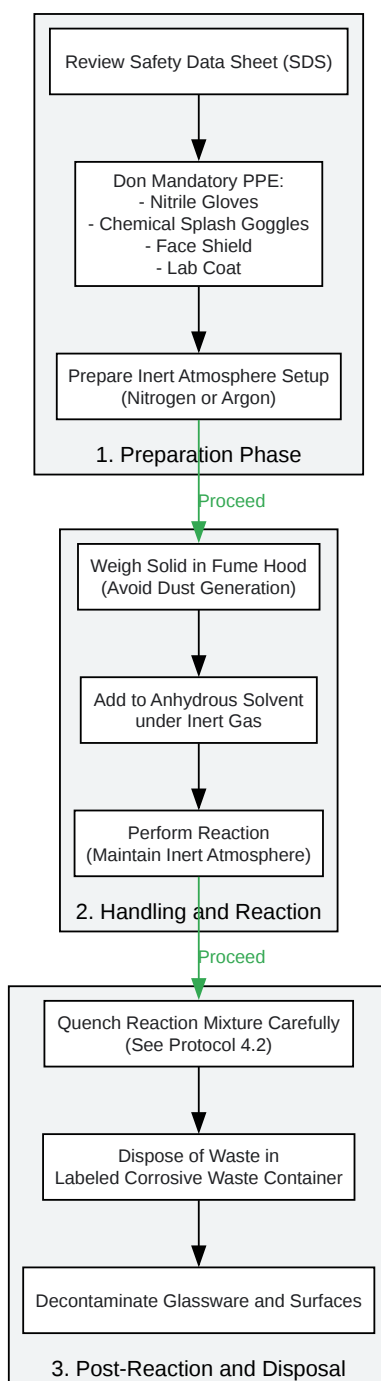 Review Safety Data Sheet (SDS)
Don Mandatory PPE:
- Nitrile Gloves
- Chemical Splash Goggles
- Face Shield
- Lab Coat
Prepare Inert Atmosphere Setup
(Nitrogen or Argon)
1. Preparation Phase
Proceed
Weigh Solid in Fume Hood
(Avoid Dust Generation)
Add to Anhydrous Solvent
under Inert Gas
Perform Reaction
(Maintain Inert Atmosphere)
2. Handling and Reaction
Proceed
Quench Reaction Mixture Carefully
(See Protocol 4.2)
Dispose of Waste in
Labeled Corrosive Waste Container
Decontaminate Glassware and Surfaces
3. Post-Reaction and Disposal